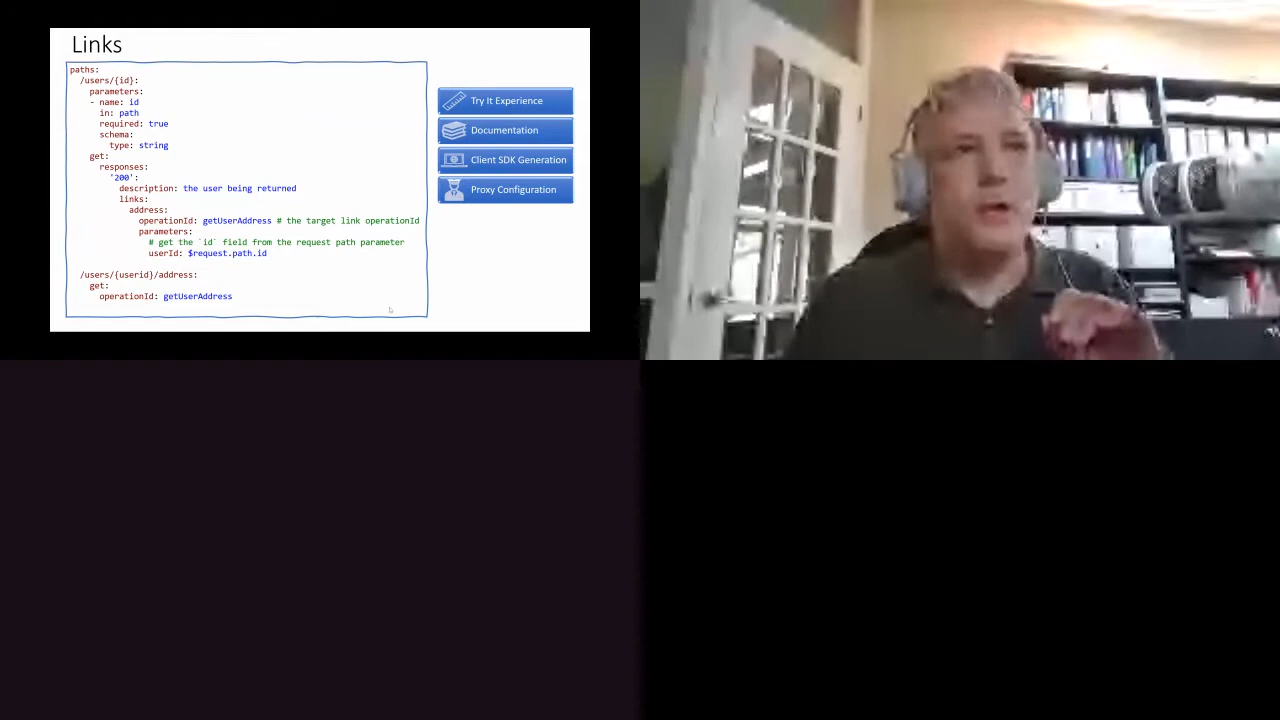 Links
paths:
/users/{id}:
parameters:
- name: id
in: path
required: true
schema:
type: string
get:
responses:
'200':
description: the user being returned
links:
address:
operationId: getUserAddress # the target link operationId
parameters:
# get the `id` field from the request path parameter
userId: $request.path.id
/users/{userid}/address:
get:
operationId: getUserAddress
Try It Experience
Documentation
Client SDK Generation
Proxy Configuration